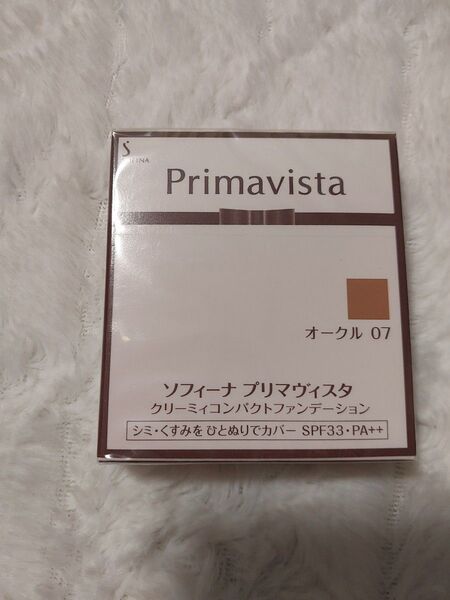 S
Primavista
オークル 07
ソフィーナ プリマヴィスタ
クリーミィコンパクトファンデーション
シミ・くすみを ひとぬりでカバー SPF33・PA++